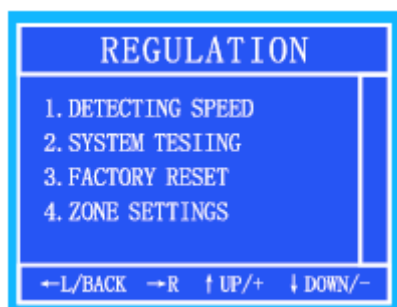 REGULATION
1. DETECTING SPEED
2. SYSTEM TESIING
3. FACTORY RESET
4. ZONE SETTINGS
←L/BACK →R ↑UP/+ ↓DOWN/-